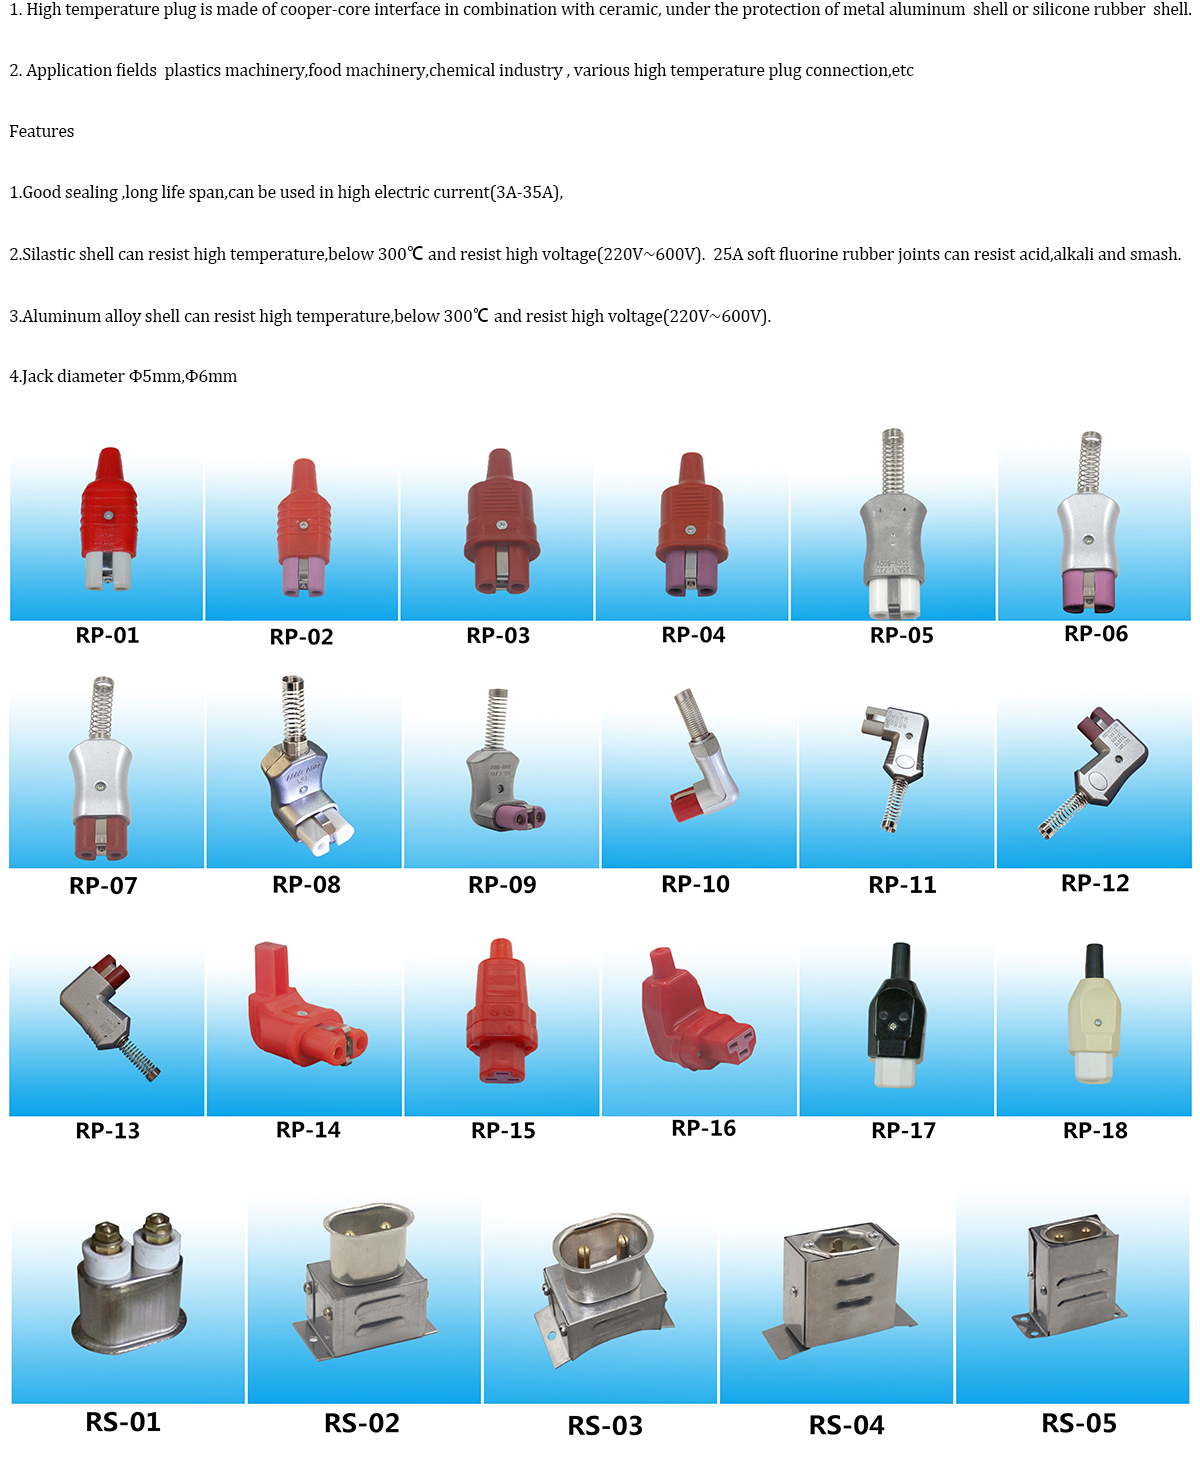 1. High temperature plug is made of cooper-core interface in combination with ceramic, under the protection of metal aluminum shell or silicone rubber shell.
2. Application fields plastics machinery,food machinery,chemical industry , various high temperature plug connection,etc
Features
1.Good sealing ,long life span,can be used in high electric current(3A-35A),
2.Silastic shell can resist high temperature,below 300℃ and resist high voltage(220V~600V). 25A soft fluorine rubber joints can resist acid,alkali and smash.
3.Aluminum alloy shell can resist high temperature,below 300℃ and resist high voltage(220V~600V).
4.Jack diameter Φ5mm,Φ6mm
RP-01 RP-02 RP-03 RP-04 RP-05 RP-06
RP-07 RP-08 RP-09 RP-10 RP-11 RP-12
RP-13 RP-14 RP-15 RP-16 RP-17 RP-18
RS-01 RS-02 RS-03 RS-04 RS-05